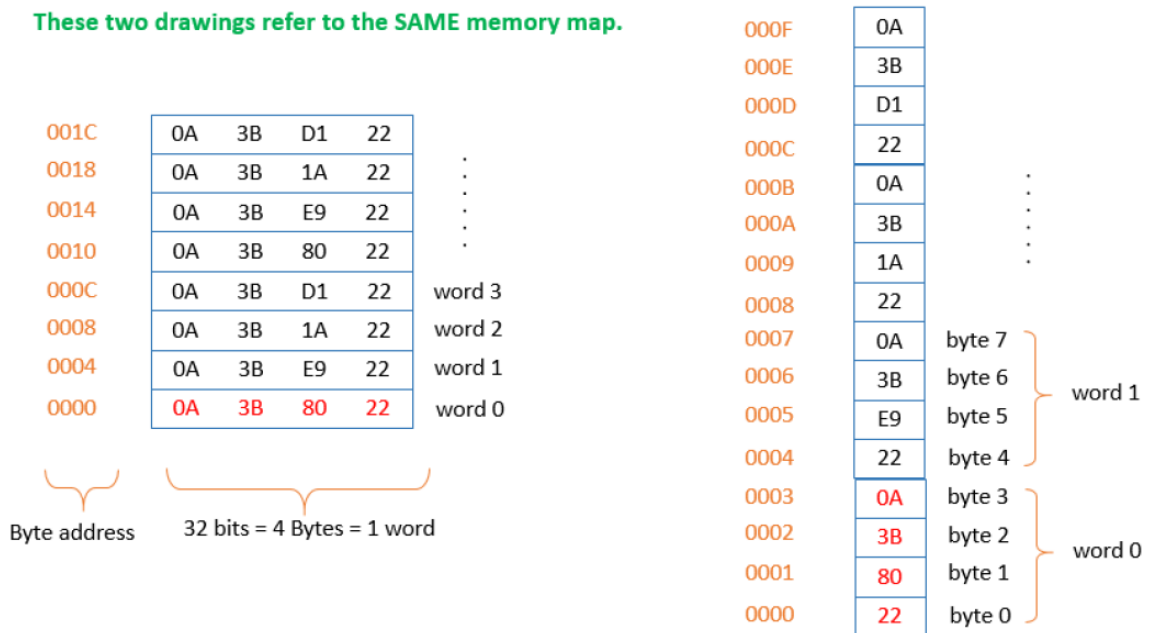 These two drawings refer to the SAME memory map.
001C 0A 3B D1 22
0018 0A 3B 1A 22
0014 0A 3B E9 22
0010 0A 3B 80 22
000C 0A 3B D1 22 word 3
0008 0A 3B 1A 22 word 2
0004 0A 3B E9 22 word 1
0000 0A 3B 80 22 word 0
Byte address
32 bits = 4 Bytes = 1 word
000F 0A
000E 3B
000D D1
000C 22
000B 0A
000A 3B
0009 1A
0008 22
0007 0A byte 7
0006 3B byte 6
word 1
0005 E9 byte 5
0004 22 byte 4
0003 0A byte 3
0002 3B byte 2
word 0
0001 80 byte 1
0000 22 byte 0